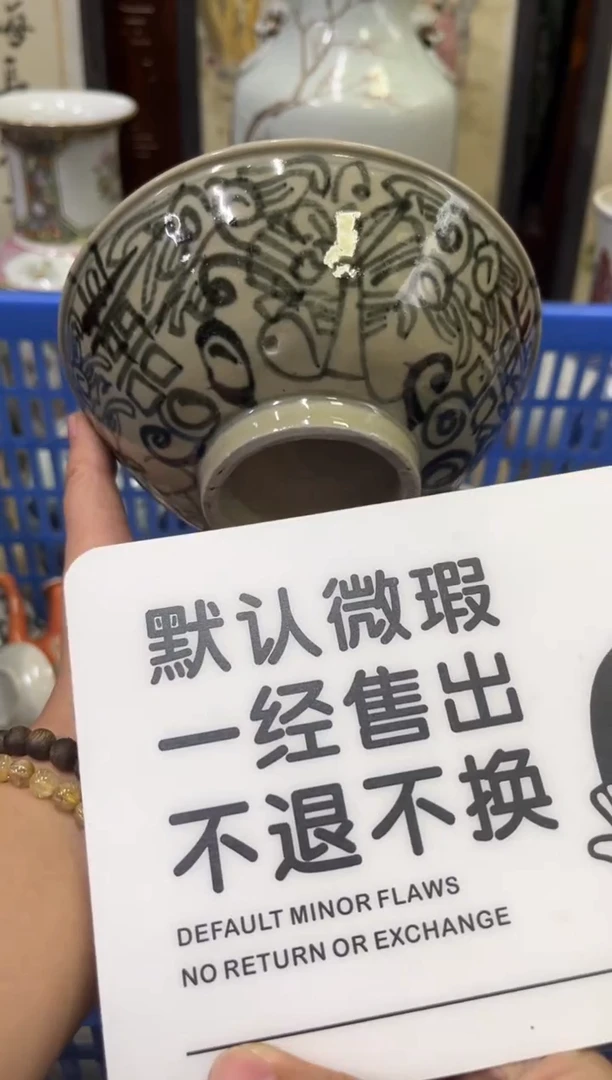 默认微瑕
一经售出
不退不换
DEFAULT MINOR FLAWS
NO RETURN OR EXCHANGE